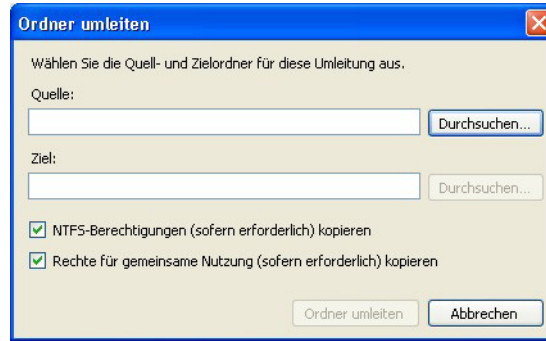 Ordner umleiten
Wählen Sie die Quell- und Zielordner für diese Umleitung aus.
Quelle:
Durchsuchen...
Ziel:
Durchsuchen...
NTFS-Berechtigungen (sofern erforderlich) kopieren
Rechte für gemeinsame Nutzung (sofern erforderlich) kopieren
Ordner umleiten Abbrechen